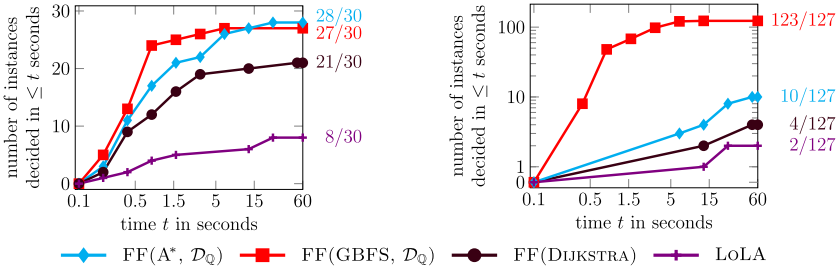 number of instances
decided in ≤ t seconds
30
20
10
0
0.1 0.5 1.5 5 15 60
time t in seconds
28/30
27/30
21/30
8/30
number of instances
decided in ≤ t seconds
100
10
1
0
0.1 0.5 1.5 5 15 60
time t in seconds
123/127
10/127
4/127
2/127
FF(A*, 𝒟ℚ) FF(GBFS, 𝒟ℚ) FF(DIJKSTRA) LOLA